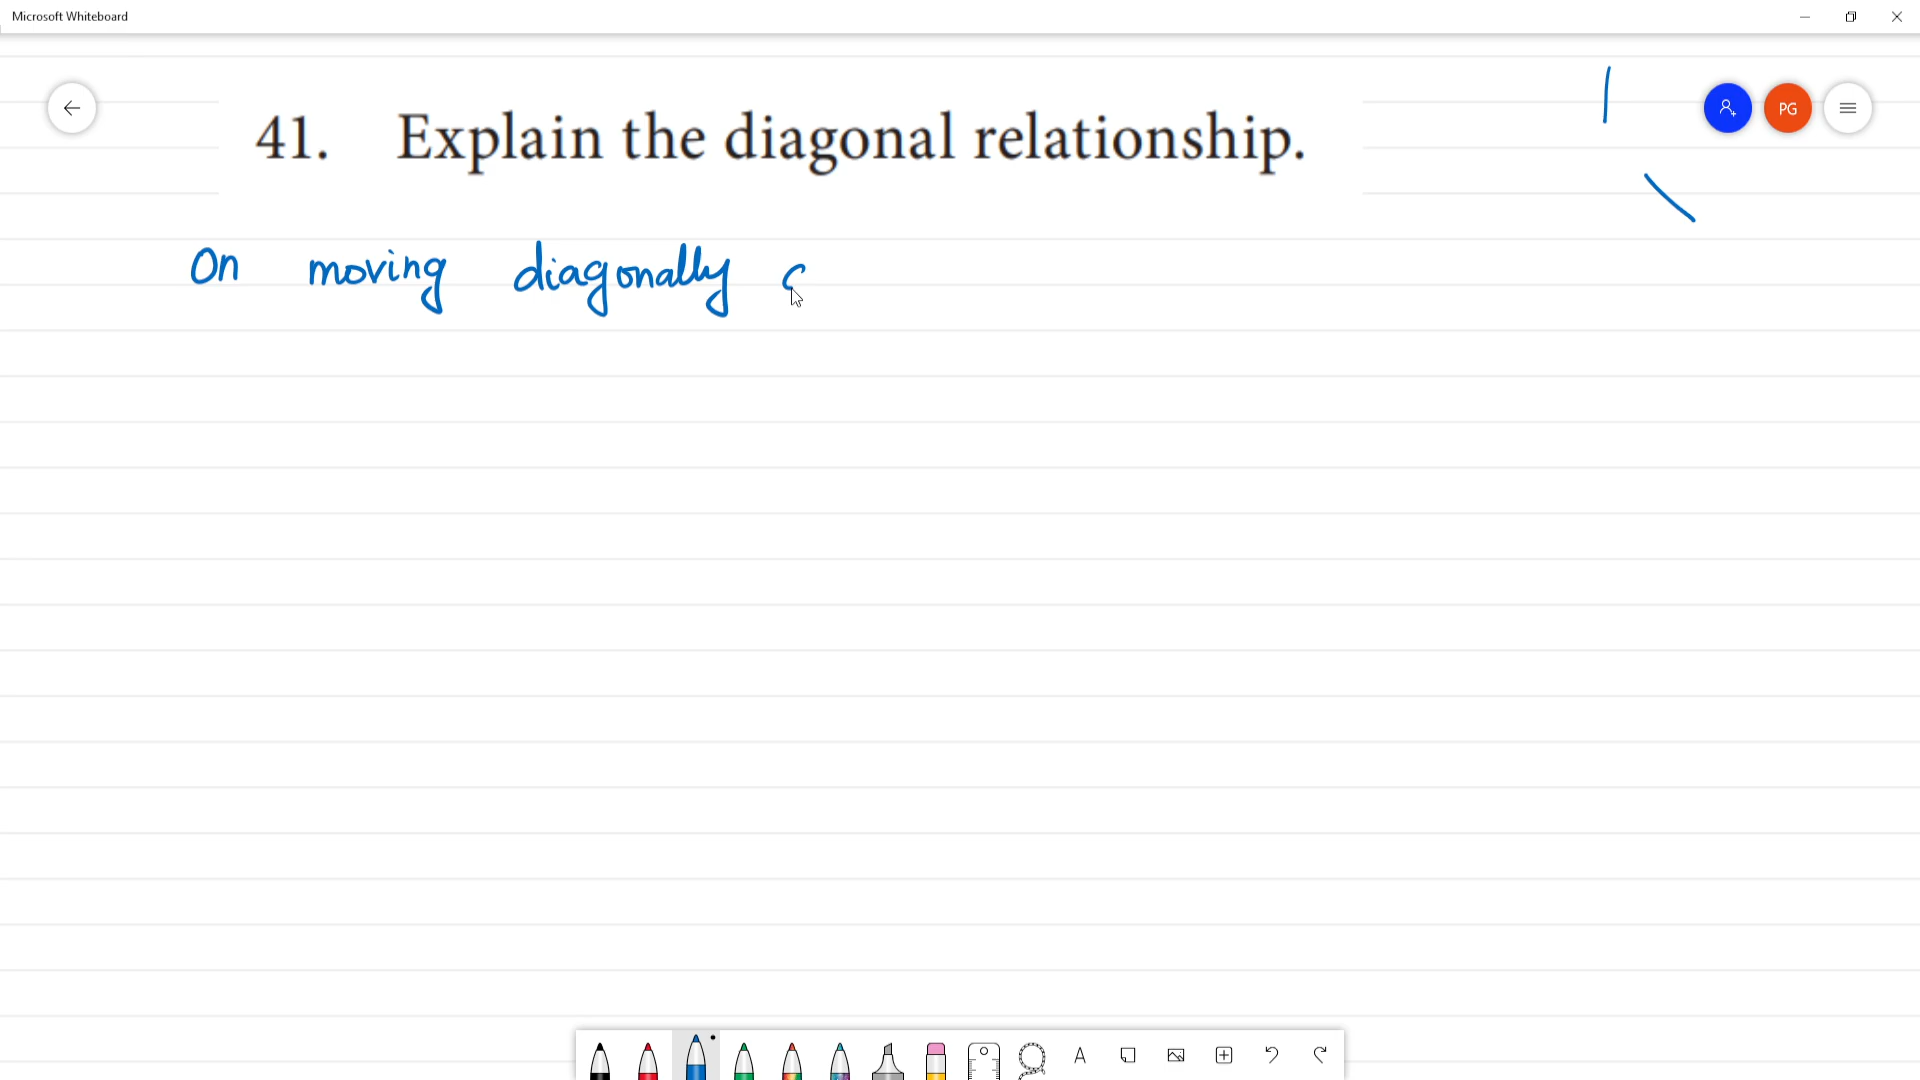 Microsoft Whiteboard
PG
41. Explain the diagonal relationship.
On moving diagonally
A